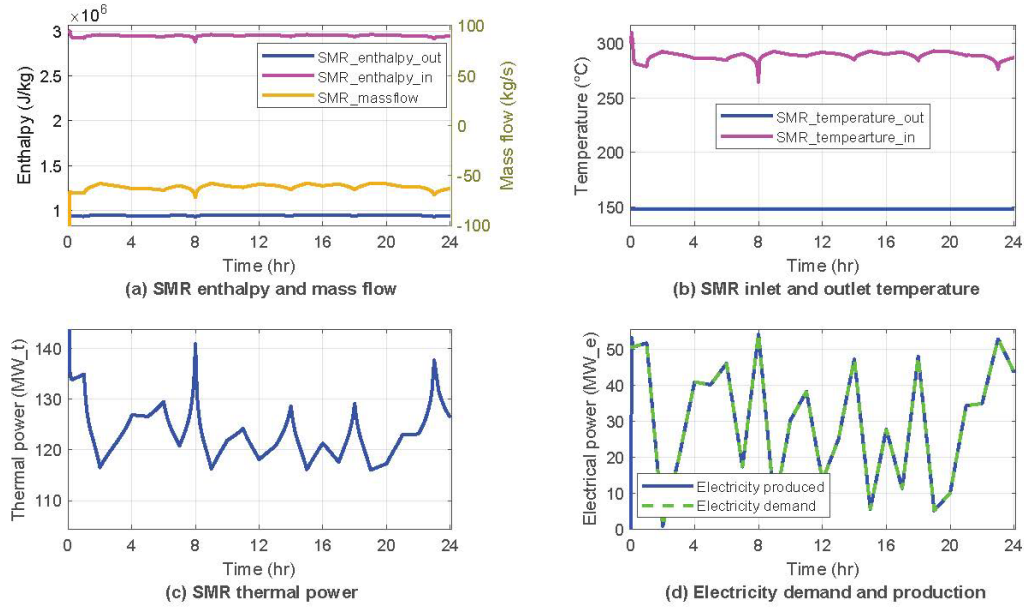 ×10⁶
3
2.5
2
1.5
1
Enthalpy (J/kg)
100
50
0
-50
-100
Mass flow (kg/s)
SMR_enthalpy_out
SMR_enthalpy_in
SMR_massflow
0 4 8 12 16 20 24
Time (hr)
(a) SMR enthalpy and mass flow
300
250
200
150
Temperature (°C)
SMR_temperature_out
SMR_tempearture_in
0 4 8 12 16 20 24
Time (hr)
(b) SMR inlet and outlet temperature
140
130
120
110
Thermal power (MW_t)
0 4 8 12 16 20 24
Time (hr)
(c) SMR thermal power
50
40
30
20
10
0
Electrical power (MW_e)
Electricity produced
Electricity demand
0 4 8 12 16 20 24
Time (hr)
(d) Electricity demand and production